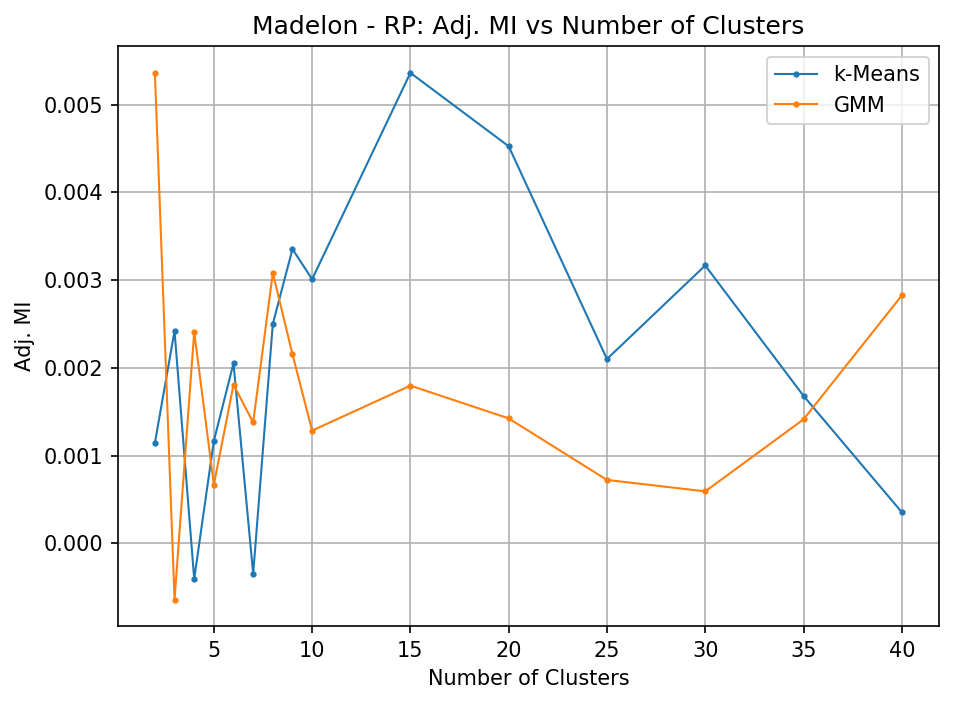 Madelon - RP: Adj. MI vs Number of Clusters
k-Means
GMM
Adj. MI
0.005
0.004
0.003
0.002
0.001
0.000
5 10 15 20 25 30 35 40
Number of Clusters